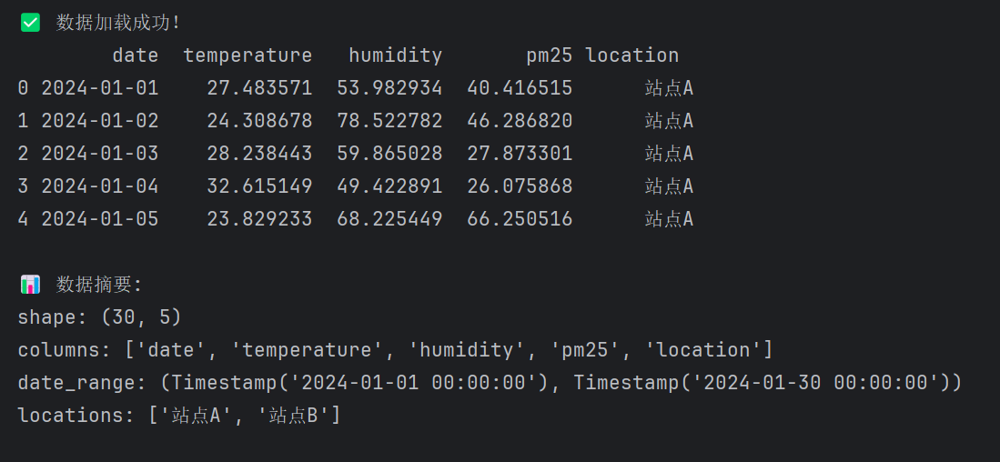 ✅ 数据加载成功！
date temperature humidity pm25 location
0 2024-01-01 27.483571 53.982934 40.416515 站点A
1 2024-01-02 24.308678 78.522782 46.286820 站点A
2 2024-01-03 28.238443 59.865028 27.873301 站点A
3 2024-01-04 32.615149 49.422891 26.075868 站点A
4 2024-01-05 23.829233 68.225449 66.250516 站点A
📊 数据摘要：
shape: (30, 5)
columns: ['date', 'temperature', 'humidity', 'pm25', 'location']
date_range: (Timestamp('2024-01-01 00:00:00'), Timestamp('2024-01-30 00:00:00'))
locations: ['站点A', '站点B']